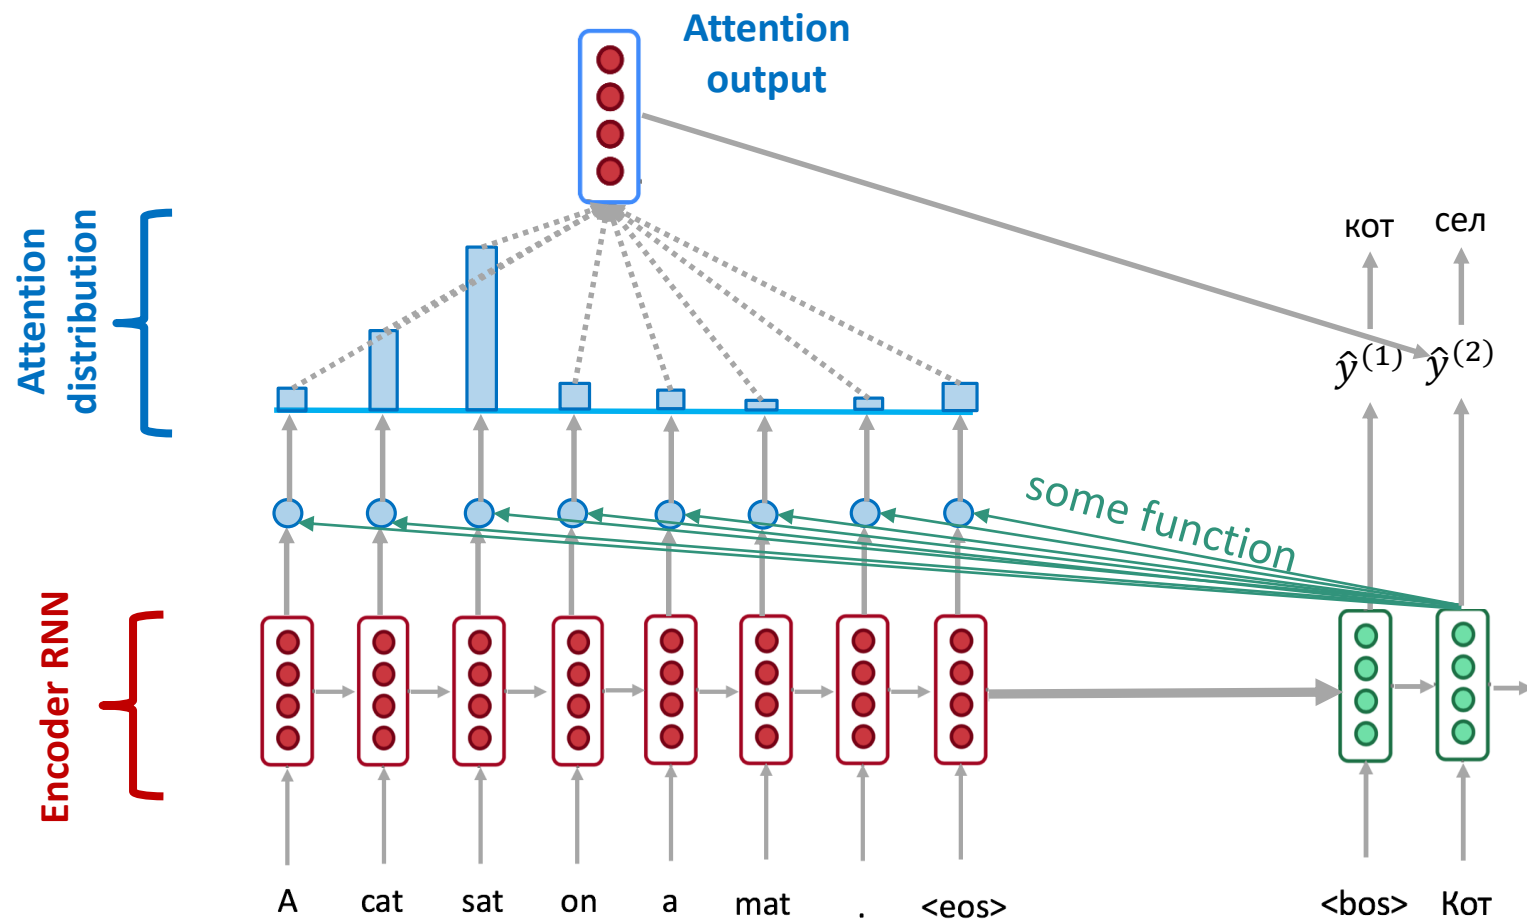 Attention
output
Attention
distribution
кот
сел
ŷ⁽¹⁾
ŷ⁽²⁾
some function
Encoder RNN
A cat sat on a mat . <eos> <bos> Кот